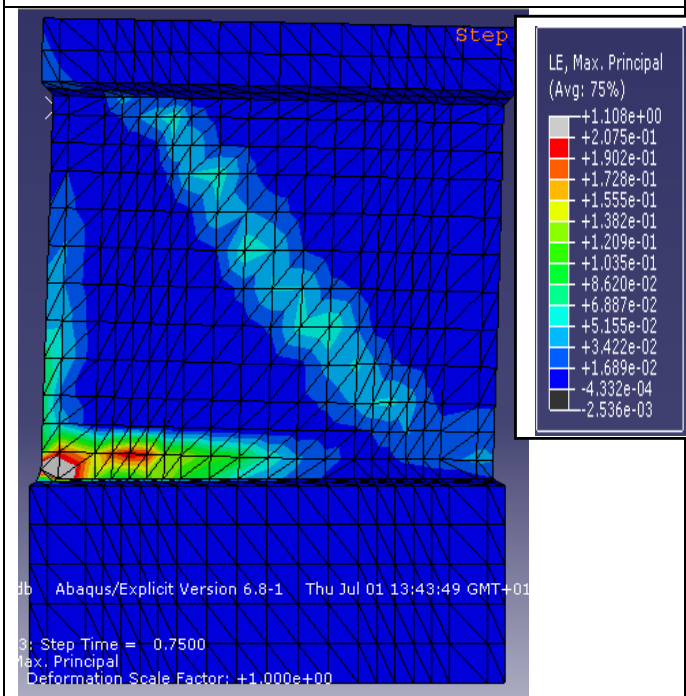 Step
LE, Max. Principal
(Avg: 75%)
+1.108e+00
+2.075e-01
+1.902e-01
+1.728e-01
+1.555e-01
+1.382e-01
+1.209e-01
+1.035e-01
+8.620e-02
+6.887e-02
+5.155e-02
+3.422e-02
+1.689e-02
-4.332e-04
-2.536e-03
db Abaqus/Explicit Version 6.8-1 Thu Jul 01 13:43:49 GMT+01
3: Step Time = 0.7500
Max. Principal
Deformation Scale Factor: +1.000e+00